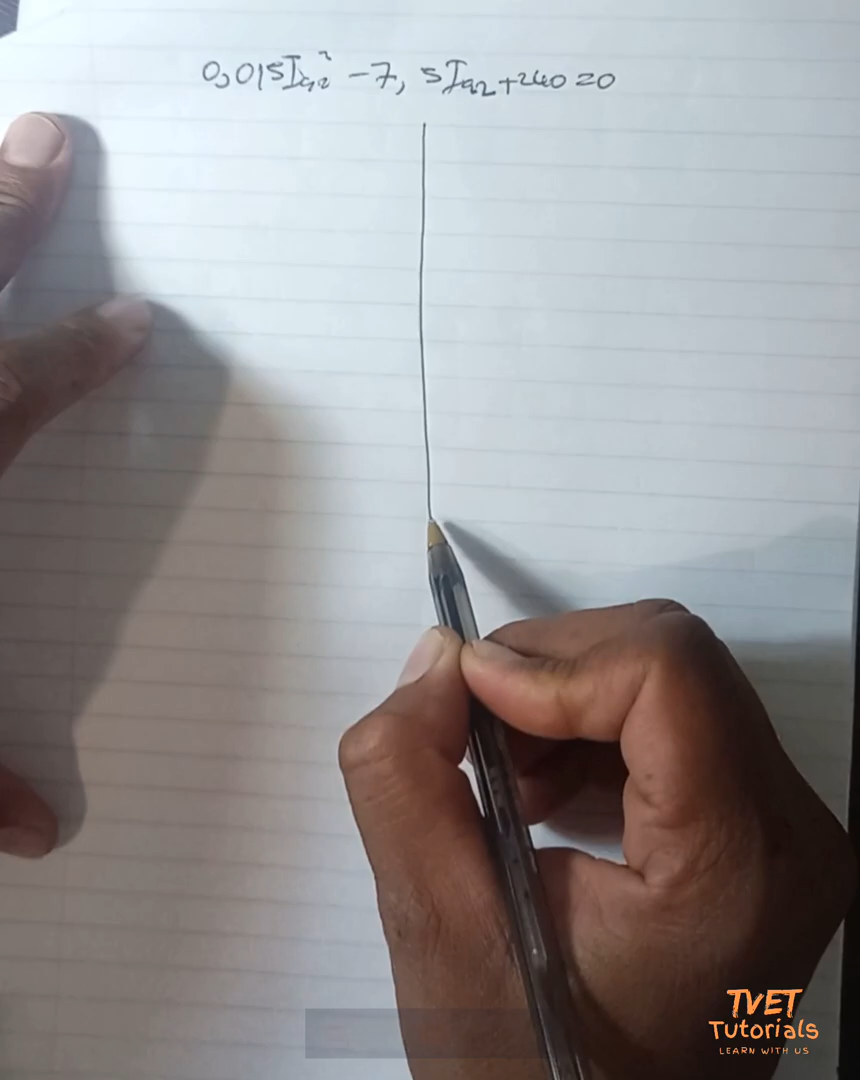 0,015Ia2² - 7,5Ia2 + 240 = 0
TVET
Tutorials
LEARN WITH US